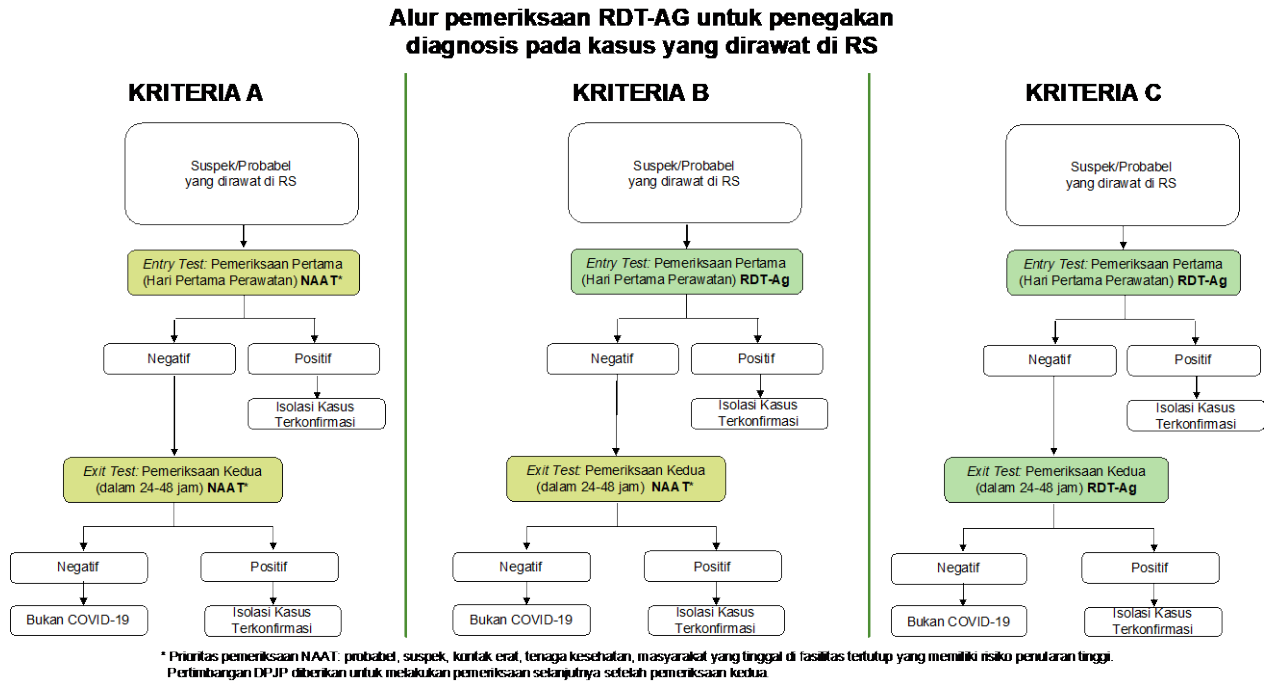 Alur pemeriksaan RDT-AG untuk penegakan
diagnosis pada kasus yang dirawat di RS
KRITERIA A
Suspek/Probabel
yang dirawat di RS
Entry Test: Pemeriksaan Pertama
(Hari Pertama Perawatan) NAAT*
Negatif
Positif
Isolasi Kasus
Terkonfirmasi
Exit Test: Pemeriksaan Kedua
(dalam 24-48 jam) NAAT*
Negatif
Positif
Bukan COVID-19
Isolasi Kasus
Terkonfirmasi
KRITERIA B
Suspek/Probabel
yang dirawat di RS
Entry Test: Pemeriksaan Pertama
(Hari Pertama Perawatan) RDT-Ag
Negatif
Positif
Isolasi Kasus
Terkonfirmasi
Exit Test: Pemeriksaan Kedua
(dalam 24-48 jam) NAAT*
Negatif
Positif
Bukan COVID-19
Isolasi Kasus
Terkonfirmasi
KRITERIA C
Suspek/Probabel
yang dirawat di RS
Entry Test: Pemeriksaan Pertama
(Hari Pertama Perawatan) RDT-Ag
Negatif
Positif
Isolasi Kasus
Terkonfirmasi
Exit Test: Pemeriksaan Kedua
(dalam 24-48 jam) RDT-Ag
Negatif
Positif
Bukan COVID-19
Isolasi Kasus
Terkonfirmasi
* Prioritas pemeriksaan NAAT: probabel, suspek, kontak erat, tenaga kesehatan, masyarakat yang tinggal di fasilitas tertutup yang memiliki risiko penularan tinggi.
Pertimbangan DPJP diberikan untuk melakukan pemeriksaan selanjutnya setelah pemeriksaan kedua